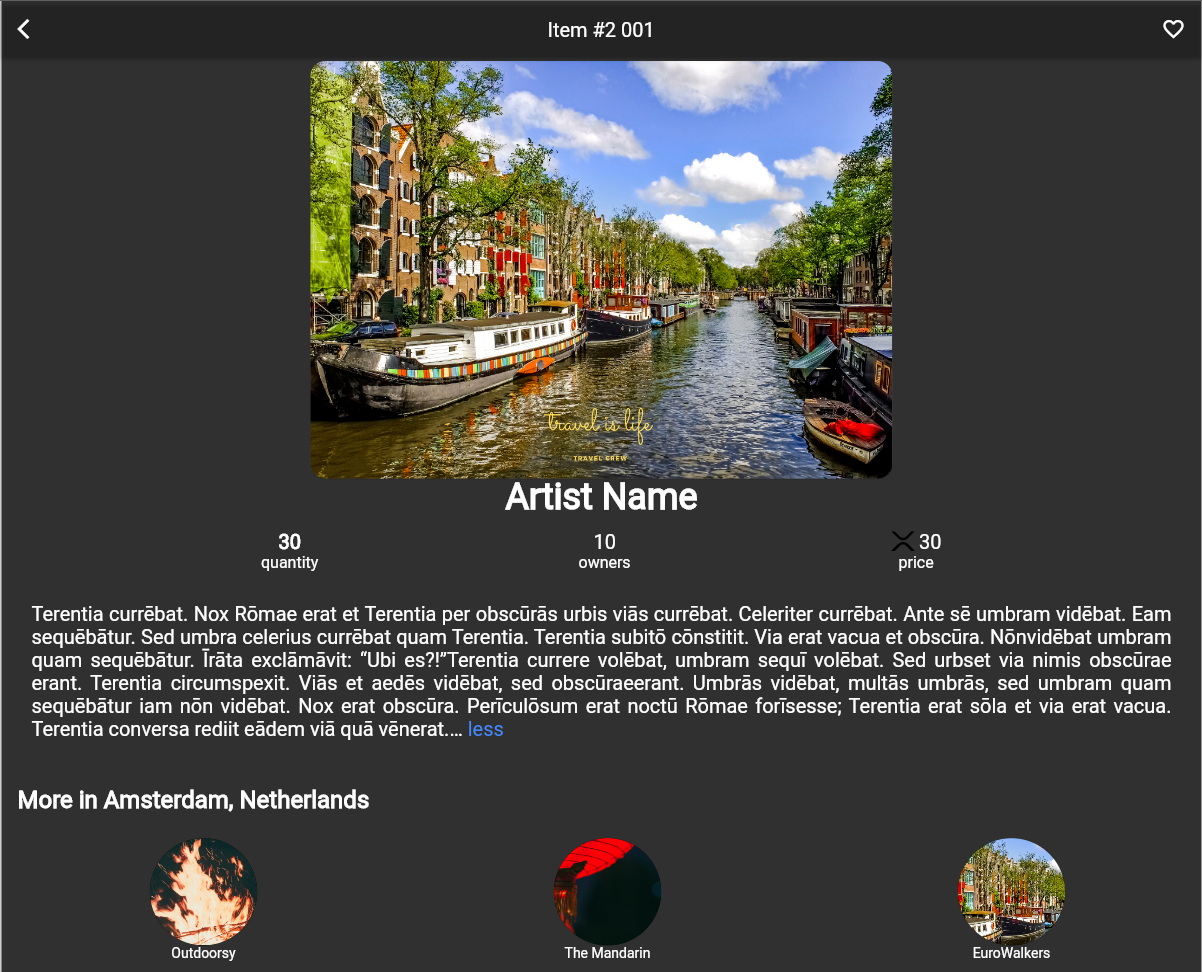 Item #2 001
travel is life
TRAVEL CREW
Artist Name
30
quantity
10
owners
30
price
Terentia currēbat. Nox Rōmae erat et Terentia per obscūrās urbis viās currēbat. Celeriter currēbat. Ante sē umbram vidēbat. Eam
sequēbātur. Sed umbra celerius currēbat quam Terentia. Terentia subitō cōnstitit. Via erat vacua et obscūra. Nōnvidēbat umbram
quam sequēbātur. Īrāta exclāmāvit: “Ubi es?!”Terentia currere volēbat, umbram sequī volēbat. Sed urbset via nimis obscūrae
erant. Terentia circumspexit. Viās et aedēs vidēbat, sed obscūraeerant. Umbrās vidēbat, multās umbrās, sed umbram quam
sequēbātur iam nōn vidēbat. Nox erat obscūra. Perīculōsum erat noctū Rōmae forīsesse; Terentia erat sōla et via erat vacua.
Terentia conversa rediit eādem viā quā vēnerat.… less
More in Amsterdam, Netherlands
Outdoorsy
The Mandarin
EuroWalkers